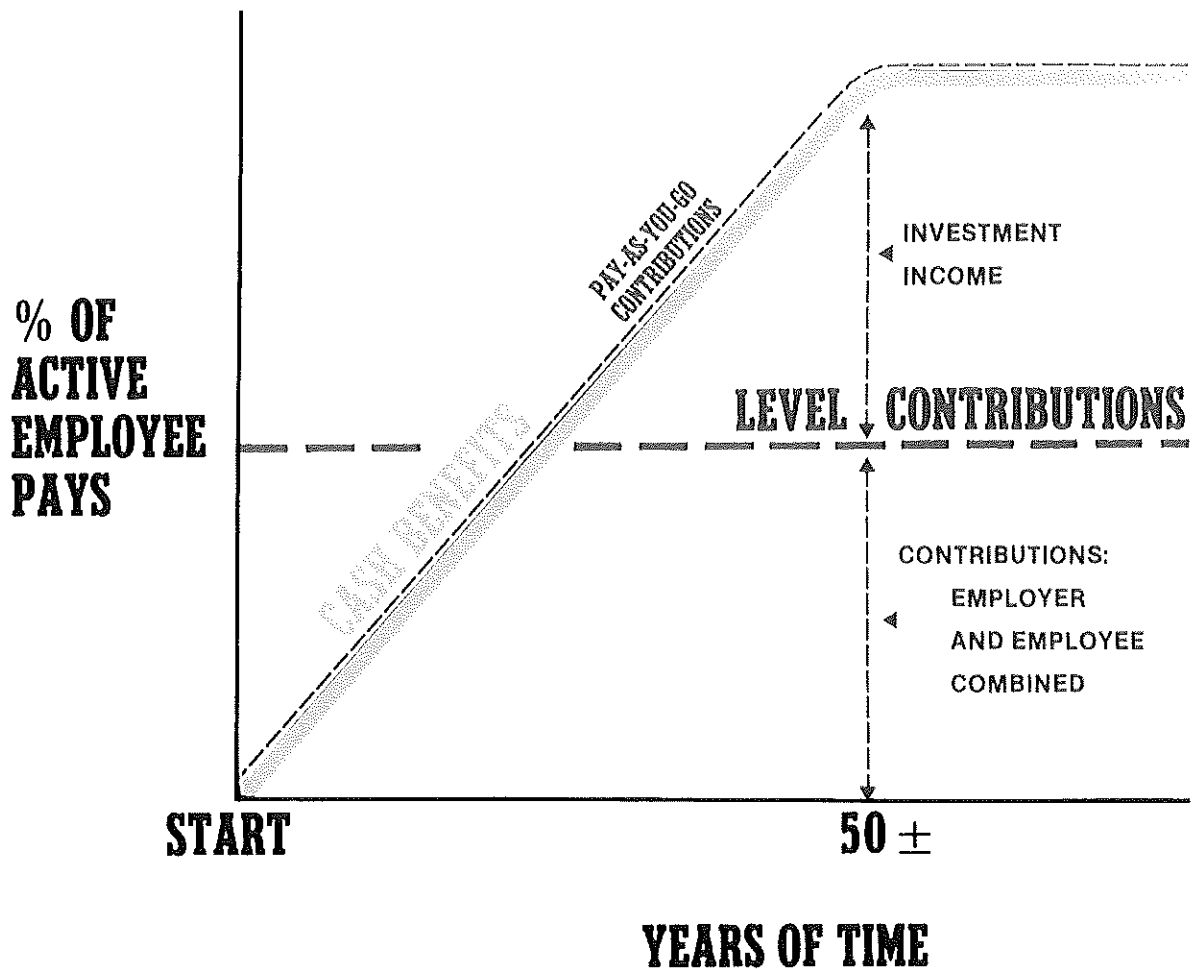 PAY-AS-YOU-GO
CONTRIBUTIONS
INVESTMENT
INCOME
% OF
ACTIVE
EMPLOYEE
PAYS
LEVEL CONTRIBUTIONS
CASH BENEFITS
CONTRIBUTIONS:
EMPLOYER
AND EMPLOYEE
COMBINED
START
50 ±
YEARS OF TIME